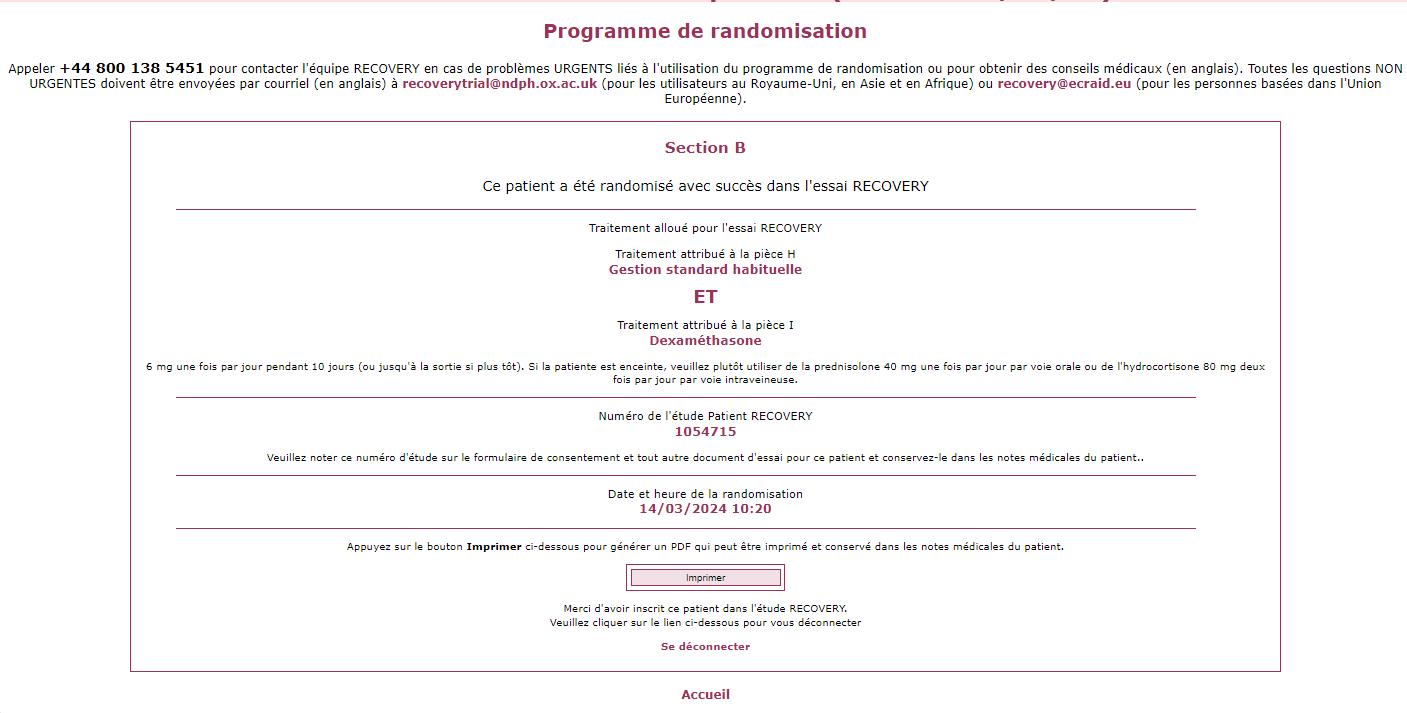 Programme de randomisation
Appeler +44 800 138 5451 pour contacter l'équipe RECOVERY en cas de problèmes URGENTS liés à l'utilisation du programme de randomisation ou pour obtenir des conseils médicaux (en anglais). Toutes les questions NON
URGENTES doivent être envoyées par courriel (en anglais) à recoverytrial@ndph.ox.ac.uk (pour les utilisateurs au Royaume-Uni, en Asie et en Afrique) ou recovery@ecraid.eu (pour les personnes basées dans l'Union
Européenne).
Section B
Ce patient a été randomisé avec succès dans l'essai RECOVERY
Traitement alloué pour l'essai RECOVERY
Traitement attribué à la pièce H
Gestion standard habituelle
ET
Traitement attribué à la pièce I
Dexaméthasone
6 mg une fois par jour pendant 10 jours (ou jusqu'à la sortie si plus tôt). Si la patiente est enceinte, veuillez plutôt utiliser de la prednisolone 40 mg une fois par jour par voie orale ou de l'hydrocortisone 80 mg deux
fois par jour par voie intraveineuse.
Numéro de l'étude Patient RECOVERY
1054715
Veuillez noter ce numéro d'étude sur le formulaire de consentement et tout autre document d'essai pour ce patient et conservez-le dans les notes médicales du patient..
Date et heure de la randomisation
14/03/2024 10:20
Appuyez sur le bouton Imprimer ci-dessous pour générer un PDF qui peut être imprimé et conservé dans les notes médicales du patient.
Imprimer
Merci d'avoir inscrit ce patient dans l'étude RECOVERY.
Veuillez cliquer sur le lien ci-dessous pour vous déconnecter
Se déconnecter
Accueil